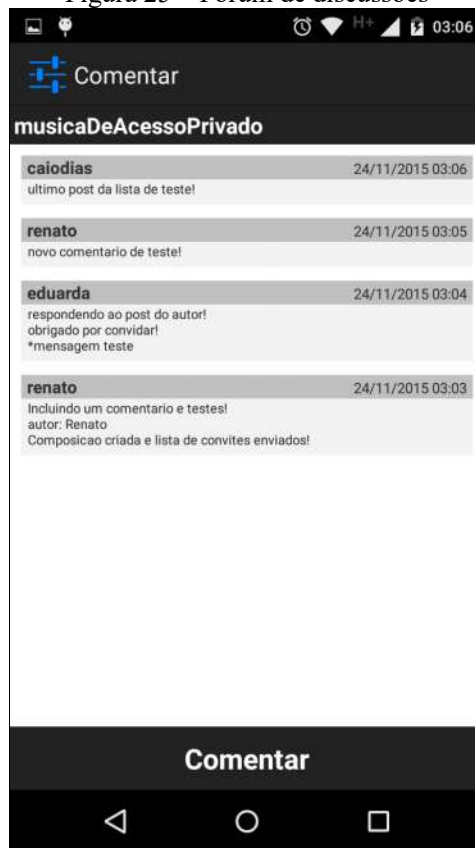 Figura 25 – Fórum de discussões
H+ 03:06
Comentar
musicaDeAcessoPrivado
caiodias 24/11/2015 03:06
ultimo post da lista de teste!
renato 24/11/2015 03:05
novo comentario de teste!
eduarda 24/11/2015 03:04
respondendo ao post do autor!
obrigado por convidar!
*mensagem teste
renato 24/11/2015 03:03
Incluindo um comentario e testes!
autor: Renato
Composicao criada e lista de convites enviados!
Comentar